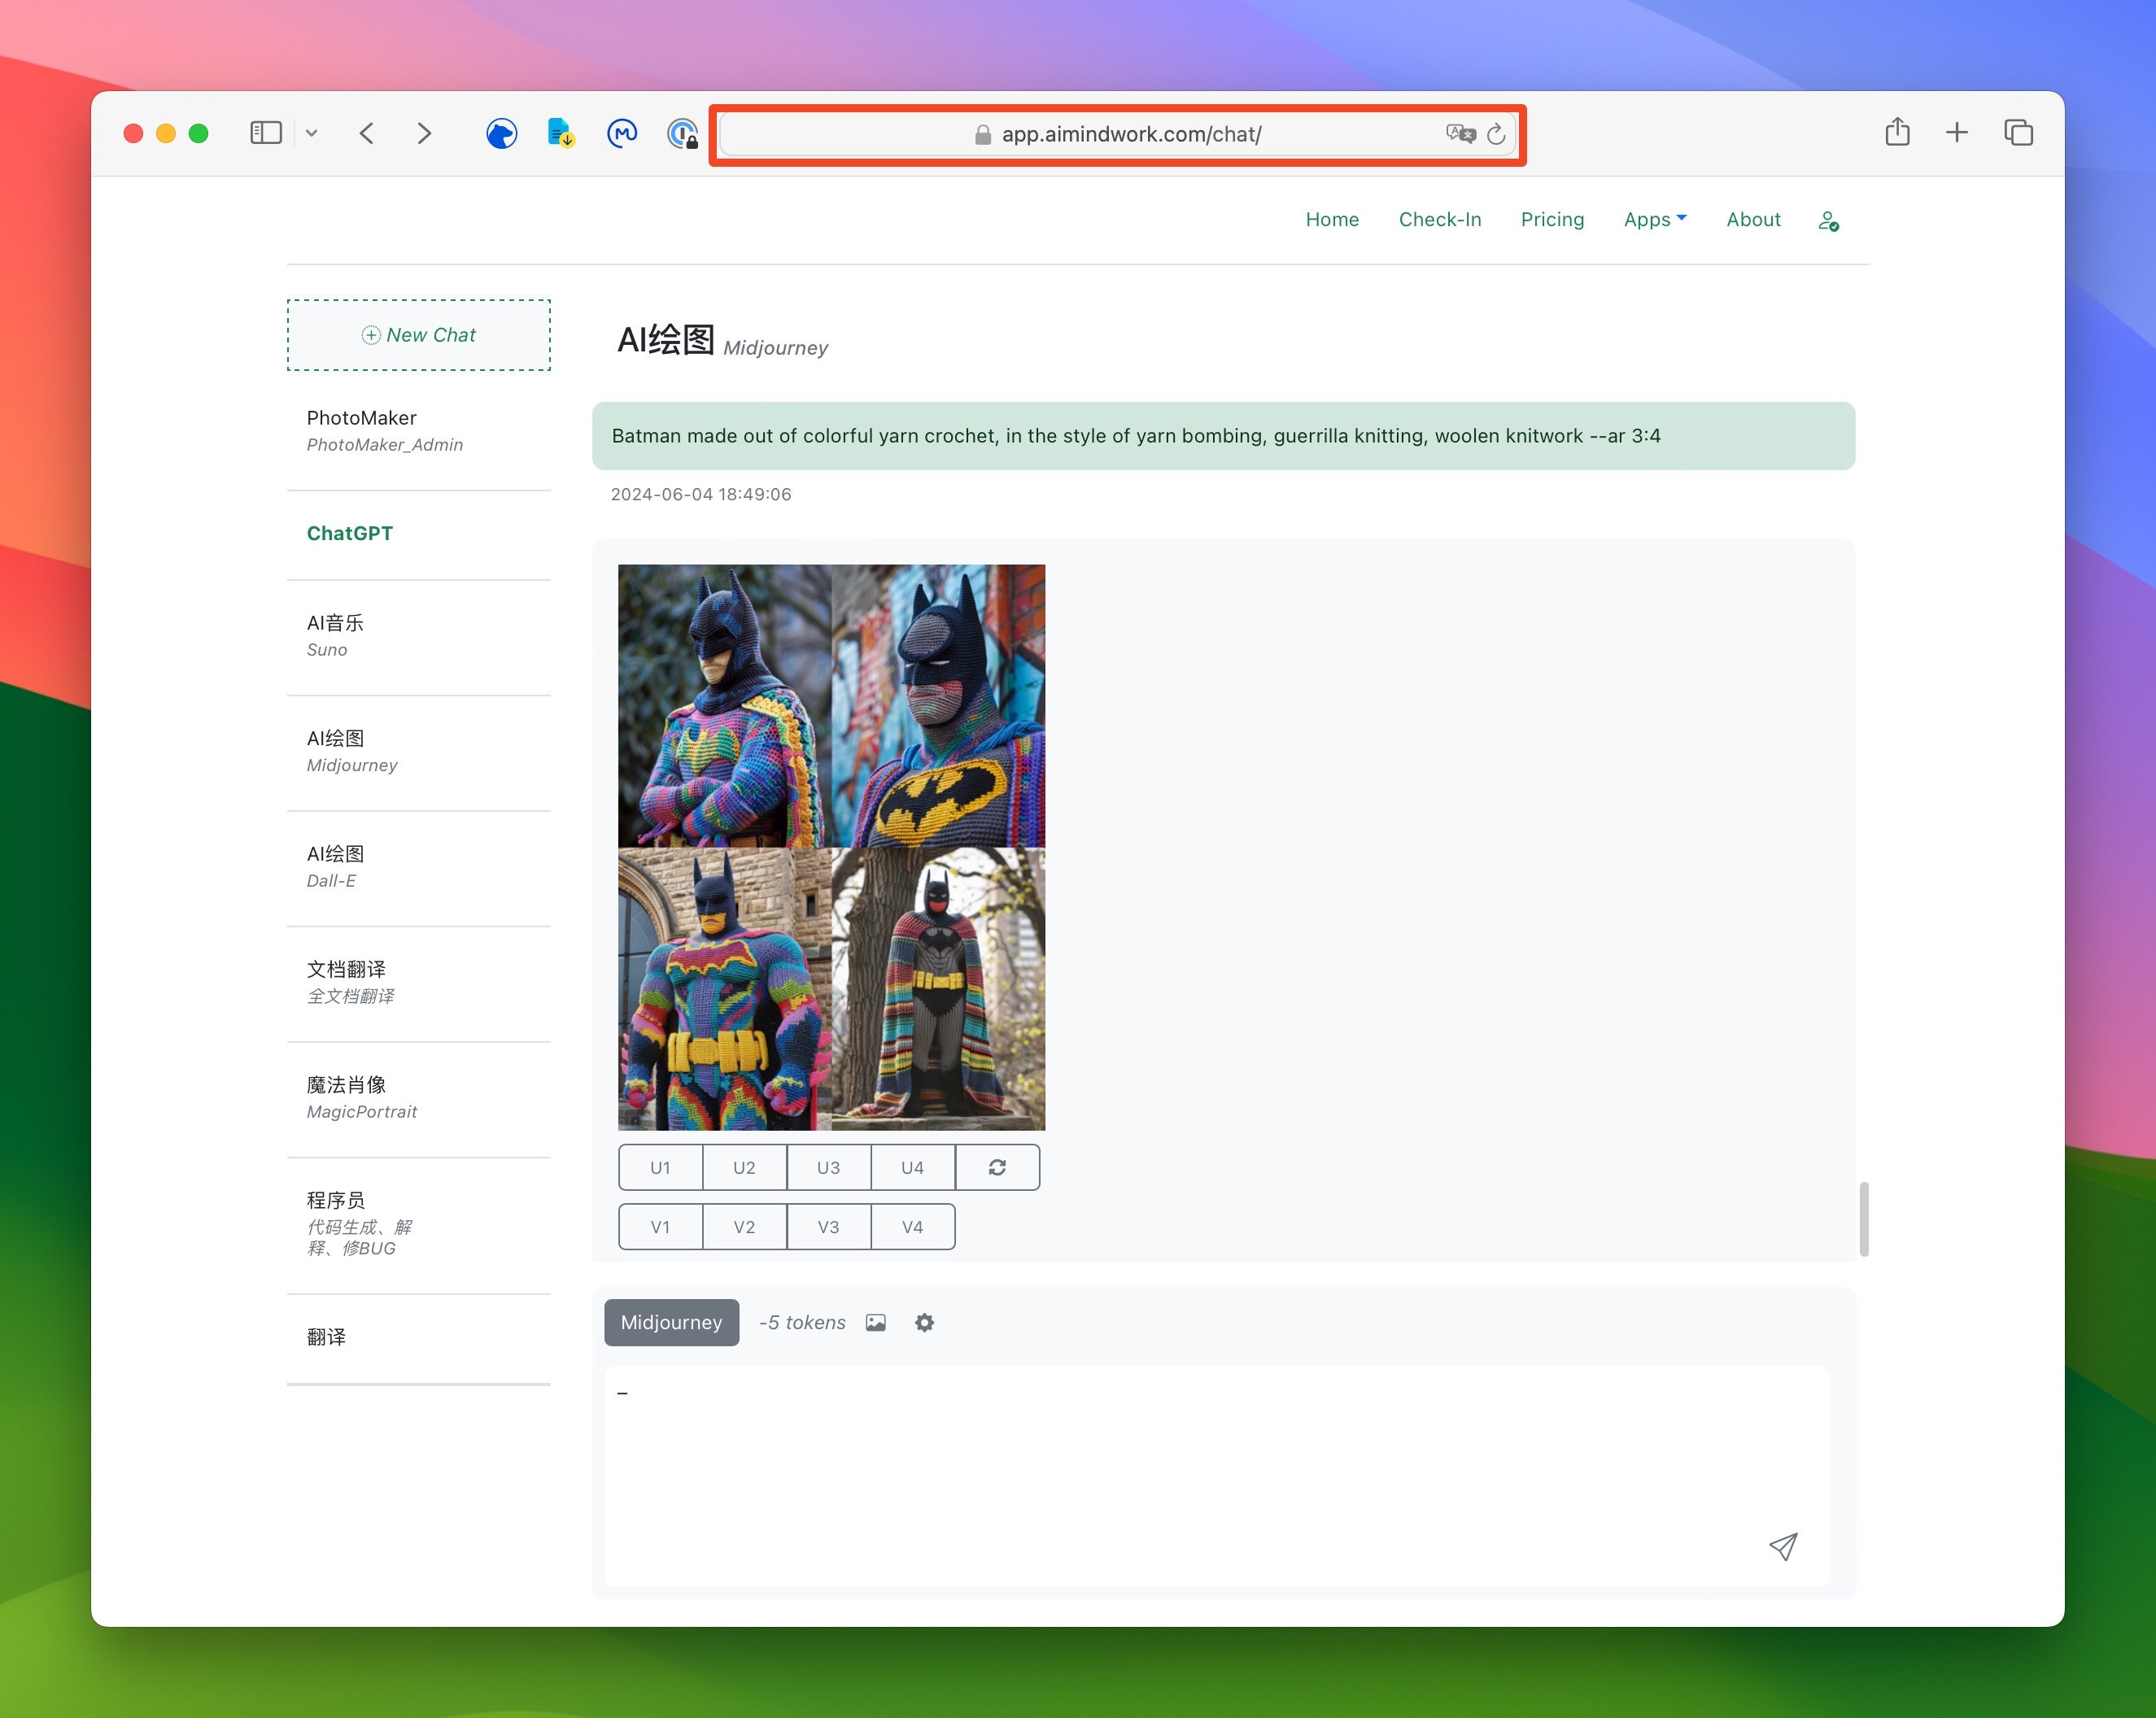 app.aimindwork.com/chat/
Home Check-In Pricing Apps About
New Chat
PhotoMaker
PhotoMaker_Admin
ChatGPT
AI音乐
Suno
AI绘图
Midjourney
AI绘图
Dall-E
文档翻译
全文档翻译
魔法肖像
MagicPortrait
程序员
代码生成、解
释、修BUG
翻译
AI绘图 Midjourney
Batman made out of colorful yarn crochet, in the style of yarn bombing, guerrilla knitting, woolen knitwork --ar 3:4
2024-06-04 18:49:06
U1 U2 U3 U4
V1 V2 V3 V4
Midjourney -5 tokens
_